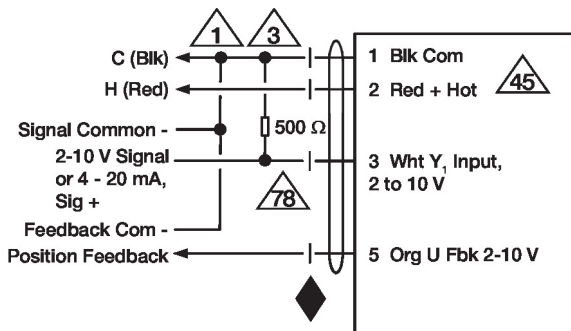 1
3
C (Blk)
1 Blk Com
H (Red)
2 Red + Hot
45
Signal Common -
500 Ω
2-10 V Signal
or 4 - 20 mA,
Sig +
3 Wht Y₁ Input,
2 to 10 V
78
Feedback Com -
Position Feedback
5 Org U Fbk 2-10 V